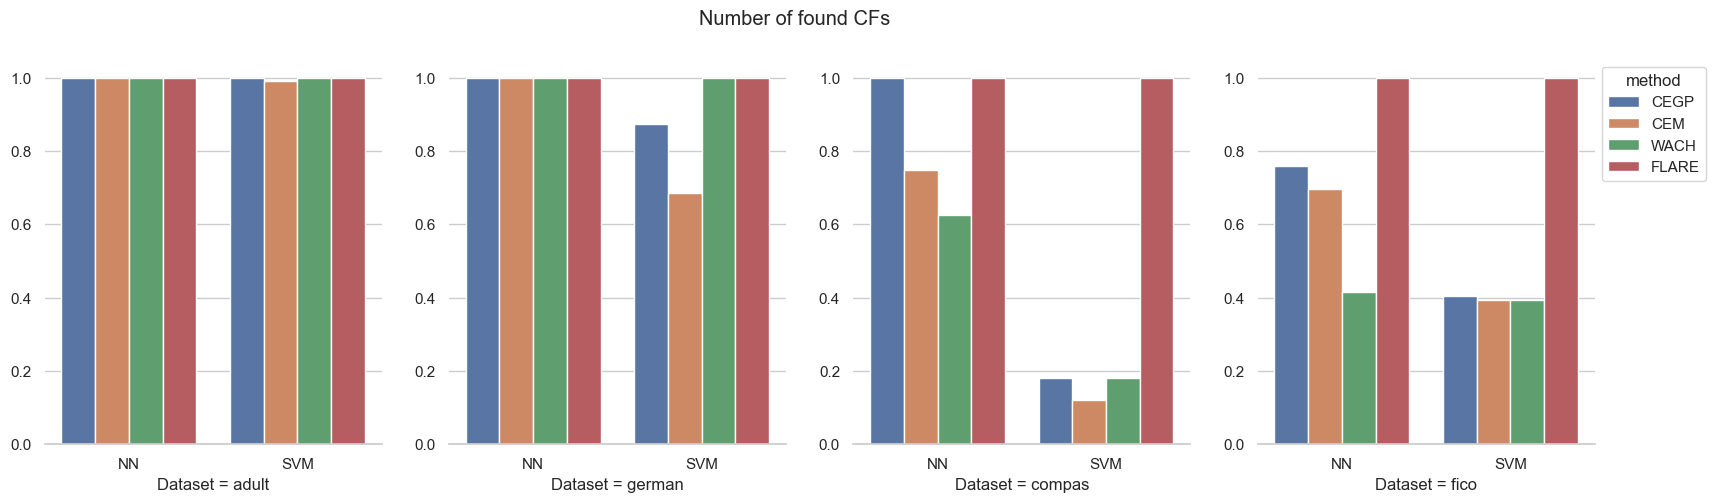 Number of found CFs
1.0
0.8
0.6
0.4
0.2
0.0
NN SVM
Dataset = adult
1.0
0.8
0.6
0.4
0.2
0.0
NN SVM
Dataset = german
1.0
0.8
0.6
0.4
0.2
0.0
NN SVM
Dataset = compas
1.0
0.8
0.6
0.4
0.2
0.0
NN SVM
Dataset = fico
method
CEGP
CEM
WACH
FLARE